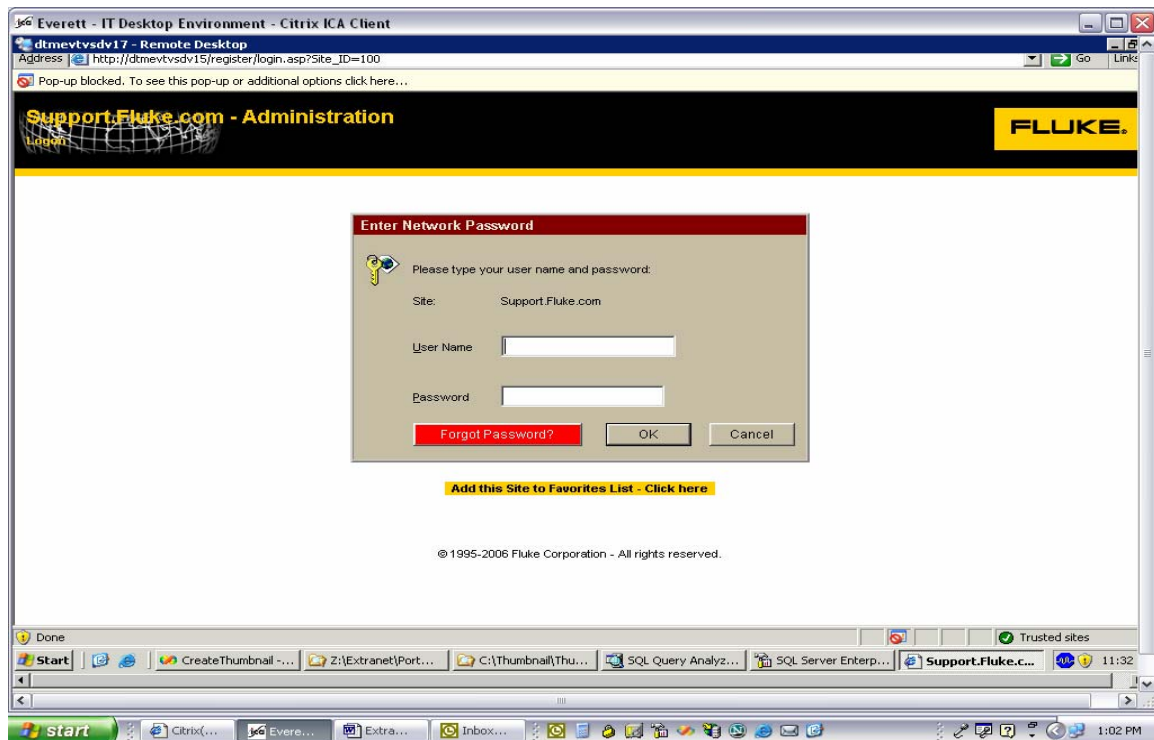 Everett - IT Desktop Environment - Citrix ICA Client
dtmevtvsdv17 - Remote Desktop
Address http://dtmevtvsdv15/register/login.asp?Site_ID=100 Go Links
Pop-up blocked. To see this pop-up or additional options click here...
Support.Fluke.com - Administration
Logon
FLUKE.
Enter Network Password
Please type your user name and password:
Site: Support.Fluke.com
User Name
Password
Forgot Password? OK Cancel
Add this Site to Favorites List - Click here
© 1995-2006 Fluke Corporation - All rights reserved.
Done Trusted sites
Start CreateThumbnail -... Z:\Extranet\Port... C:\Thumbnail\Thu... SQL Query Analyz... SQL Server Enterp... Support.Fluke.c... 11:32
start Citrix(... Evere... Extra... Inbox... 1:02 PM